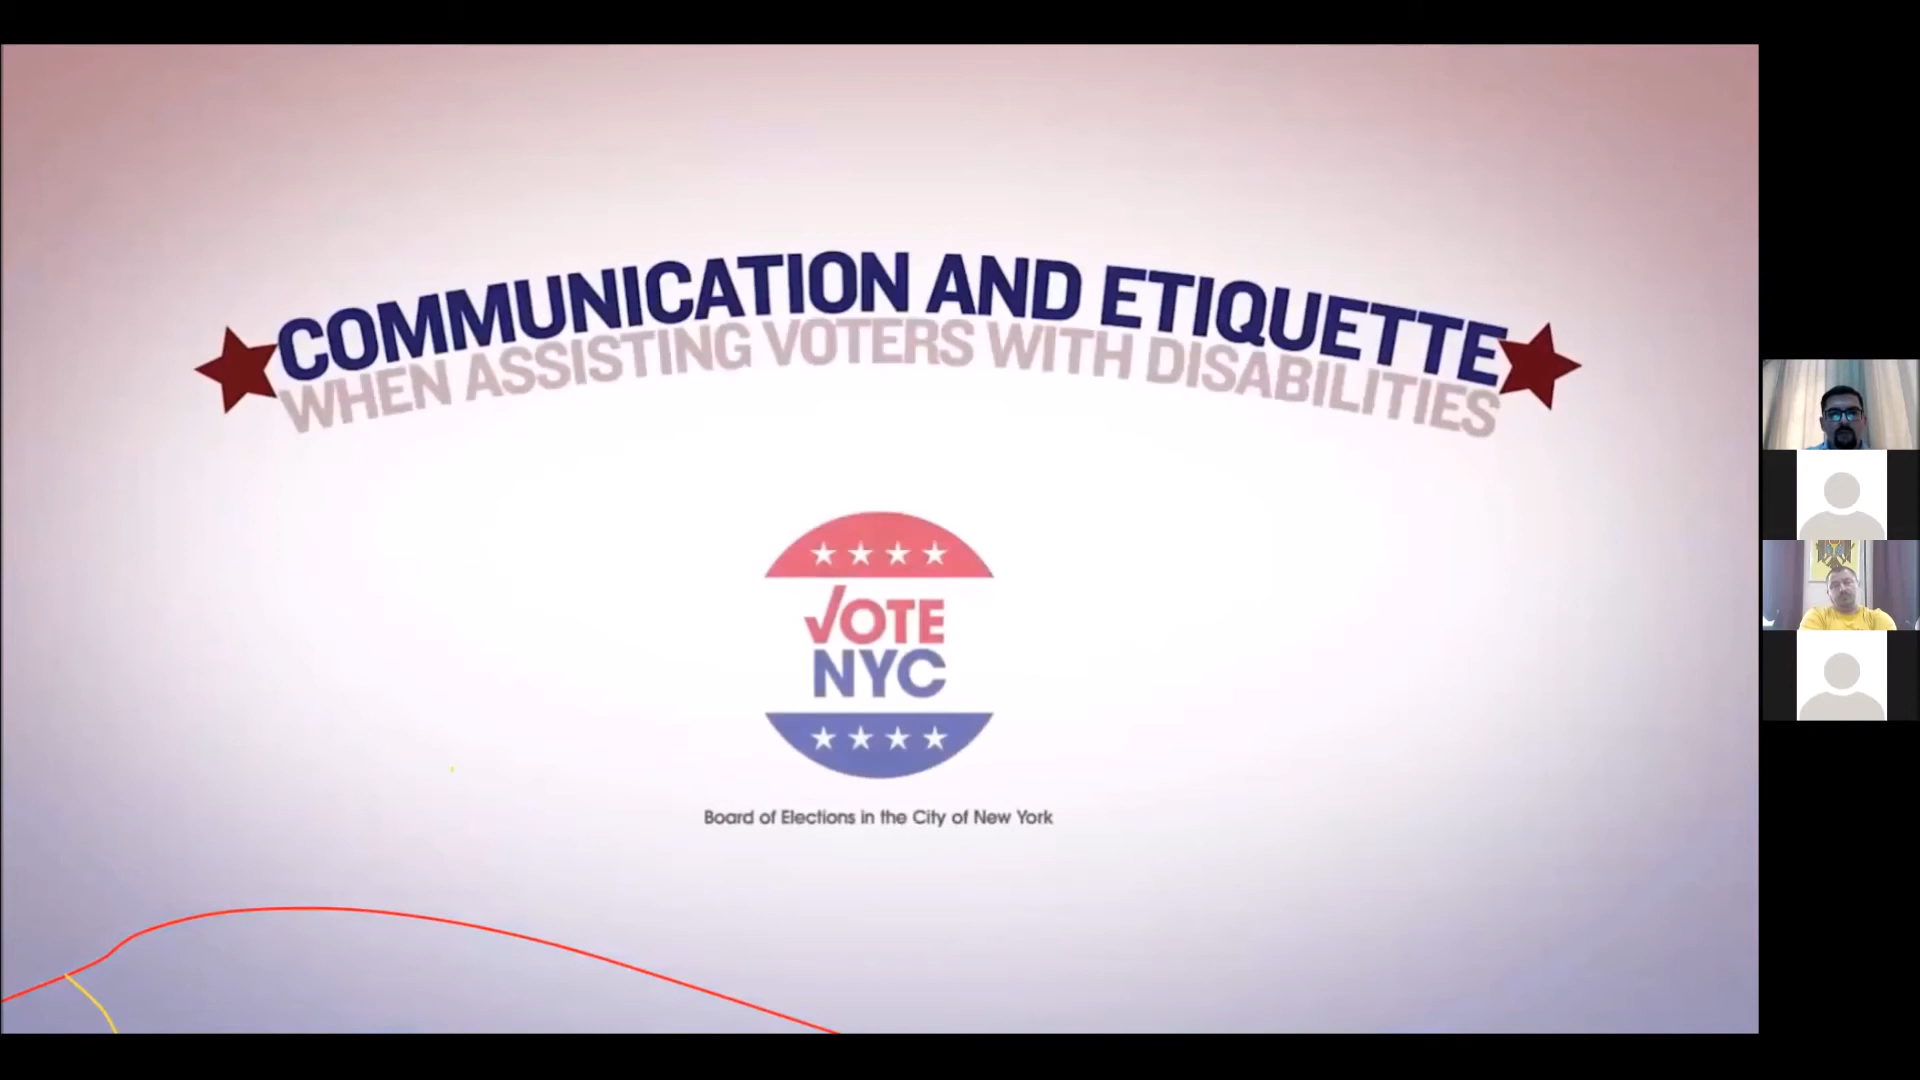 COMMUNICATION AND ETIQUETTE
WHEN ASSISTING VOTERS WITH DISABILITIES
VOTE
NYC
Board of Elections in the City of New York